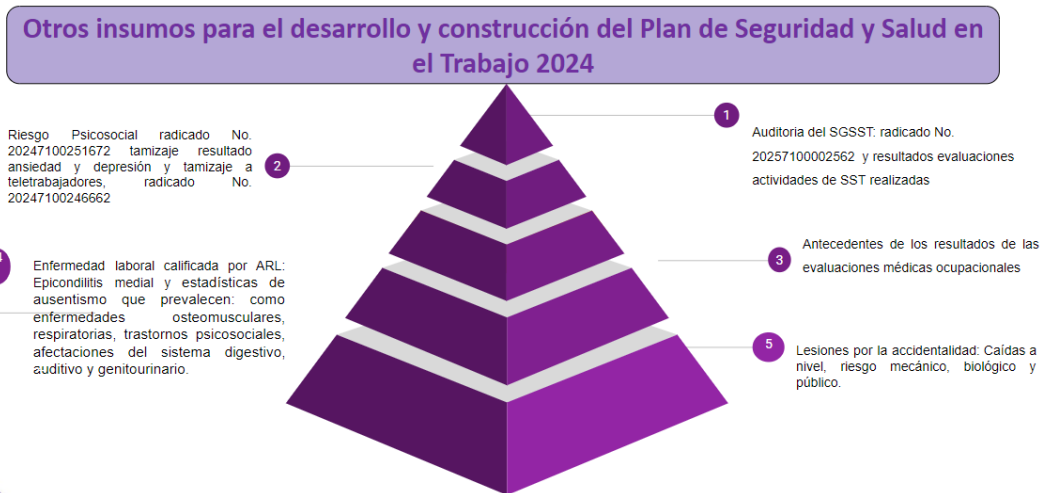 Otros insumos para el desarrollo y construcción del Plan de Seguridad y Salud en
el Trabajo 2024
1
Auditoria del SGSST: radicado No.
20257100002562 y resultados evaluaciones
actividades de SST realizadas
2
Riesgo Psicosocial radicado No.
20247100251672 tamizaje resultado
ansiedad y depresión y tamizaje a
teletrabajadores, radicado No.
20247100246662
3
Antecedentes de los resultados de las
evaluaciones médicas ocupacionales
4
Enfermedad laboral calificada por ARL:
Epicondilitis medial y estadísticas de
ausentismo que prevalecen: como
enfermedades osteomusculares,
respiratorias, trastornos psicosociales,
afectaciones del sistema digestivo,
auditivo y genitourinario.
5
Lesiones por la accidentalidad: Caídas a
nivel, riesgo mecánico, biológico y
público.